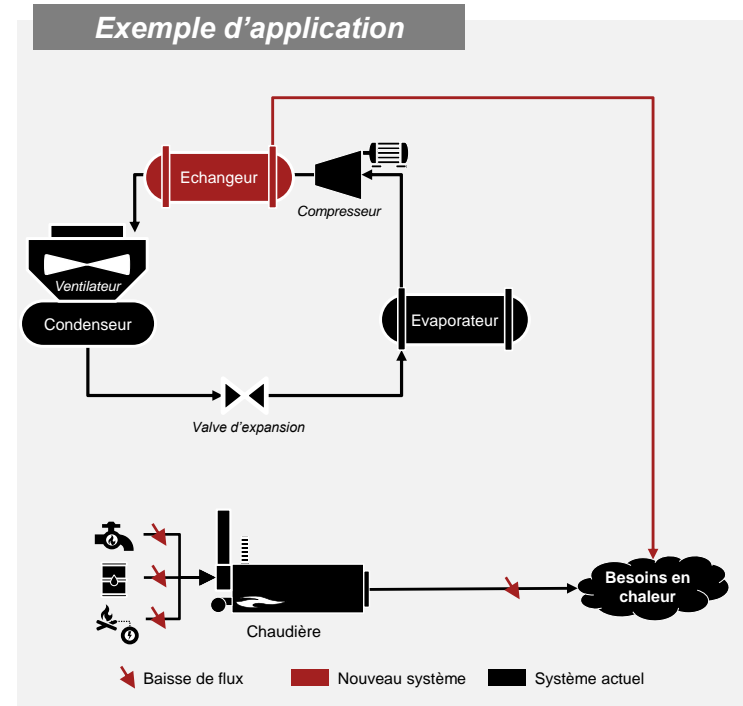 Exemple d’application
Echangeur
Compresseur
Ventilateur
Condenseur
Evaporateur
Valve d’expansion
Besoins en
chaleur
Chaudière
Baisse de flux
Nouveau système
Système actuel